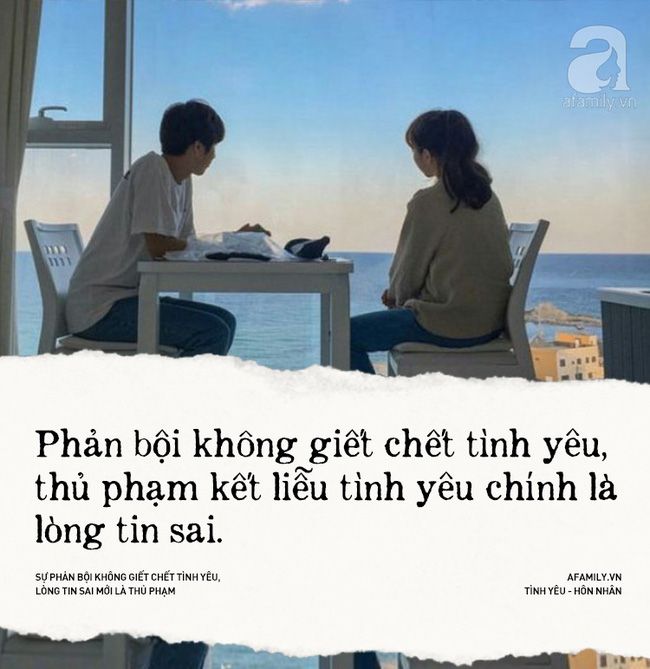 a
afamily.vn
Phản bội không giết chết tình yêu,
thủ phạm kết liễu tình yêu chính là
lòng tin sai.
SỰ PHẢN BỘI KHÔNG GIẾT CHẾT TÌNH YÊU,
LÒNG TIN SAI MỚI LÀ THỦ PHẠM
AFAMILY.VN
TÌNH YÊU - HÔN NHÂN